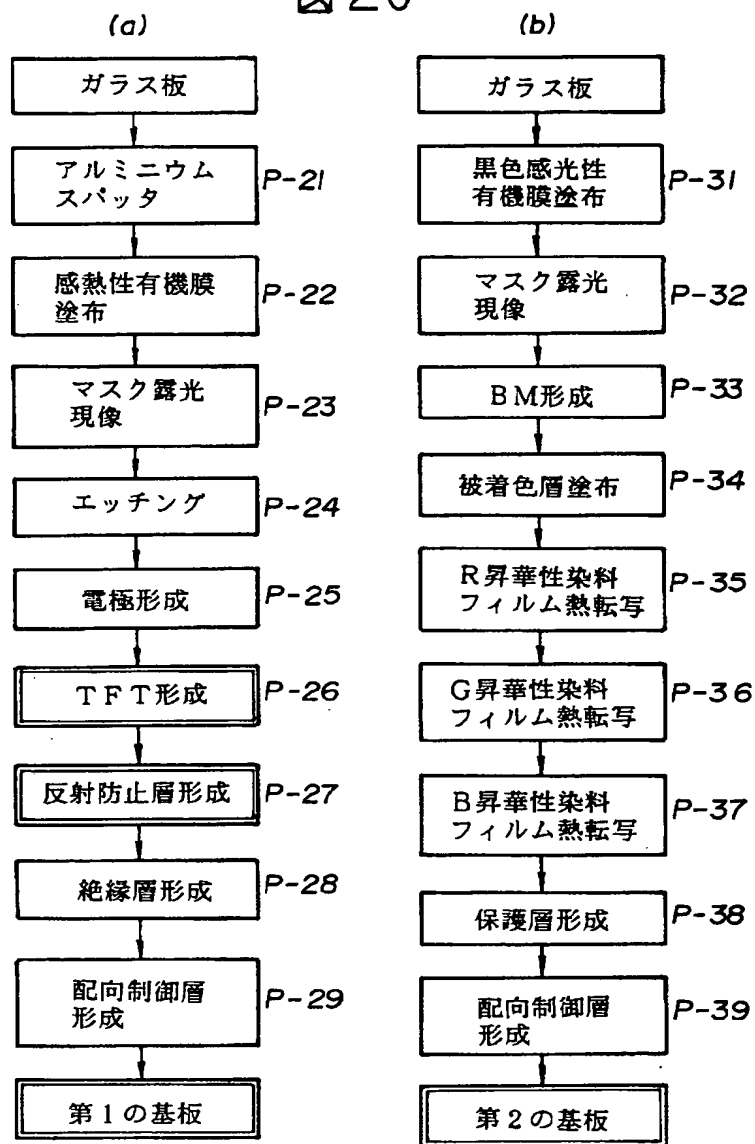 図20
(a)
ガラス板
アルミニウム
スパッタ
P-21
感熱性有機膜
塗布
P-22
マスク露光
現像
P-23
エッチング
P-24
電極形成
P-25
TFT形成
P-26
反射防止層形成
P-27
絶縁層形成
P-28
配向制御層
形成
P-29
第1の基板
(b)
ガラス板
黒色感光性
有機膜塗布
P-31
マスク露光
現像
P-32
BM形成
P-33
被着色層塗布
P-34
R昇華性染料
フィルム熱転写
P-35
G昇華性染料
フィルム熱転写
P-36
B昇華性染料
フィルム熱転写
P-37
保護層形成
P-38
配向制御層
形成
P-39
第2の基板